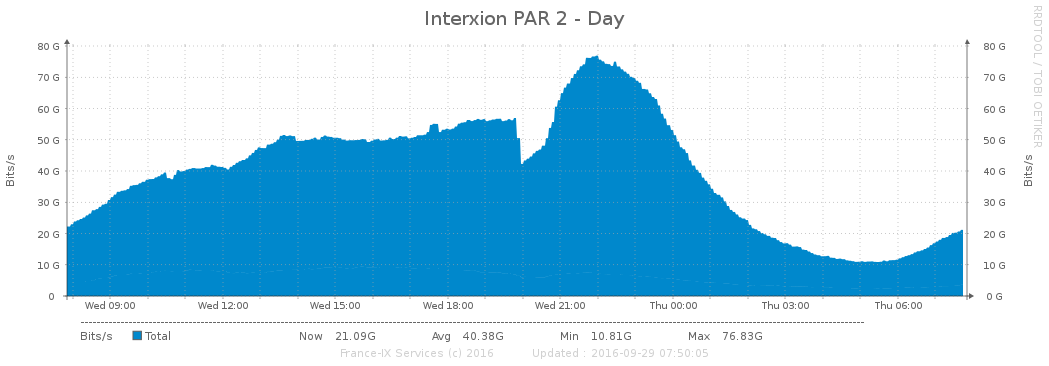 Interxion PAR 2 - Day
RRDTOOL / TOBI OETIKER
Bits/s
80 G
70 G
60 G
50 G
40 G
30 G
20 G
10 G
0
80 G
70 G
60 G
50 G
40 G
30 G
20 G
10 G
0 G
Bits/s
Wed 09:00 Wed 12:00 Wed 15:00 Wed 18:00 Wed 21:00 Thu 00:00 Thu 03:00 Thu 06:00
Bits/s Total Now 21.09G Avg 40.38G Min 10.81G Max 76.83G
France-IX Services (c) 2016 Updated : 2016-09-29 07:50:05